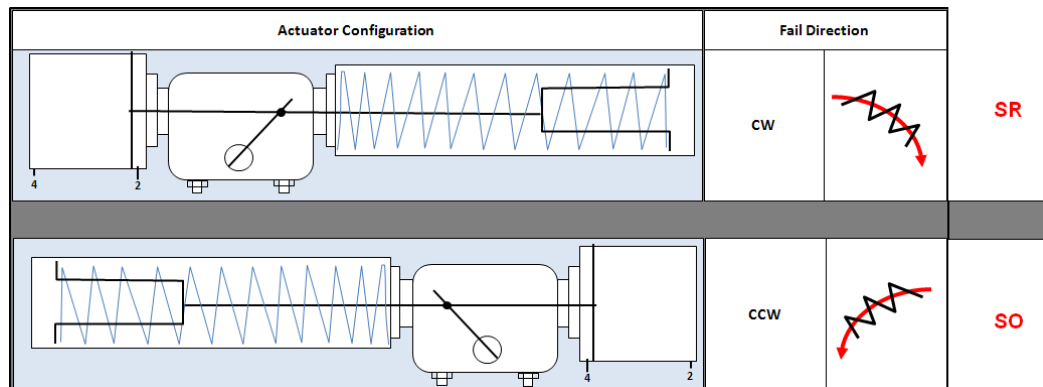 Actuator Configuration
Fail Direction
4
2
CW
SR
4
2
CCW
SO